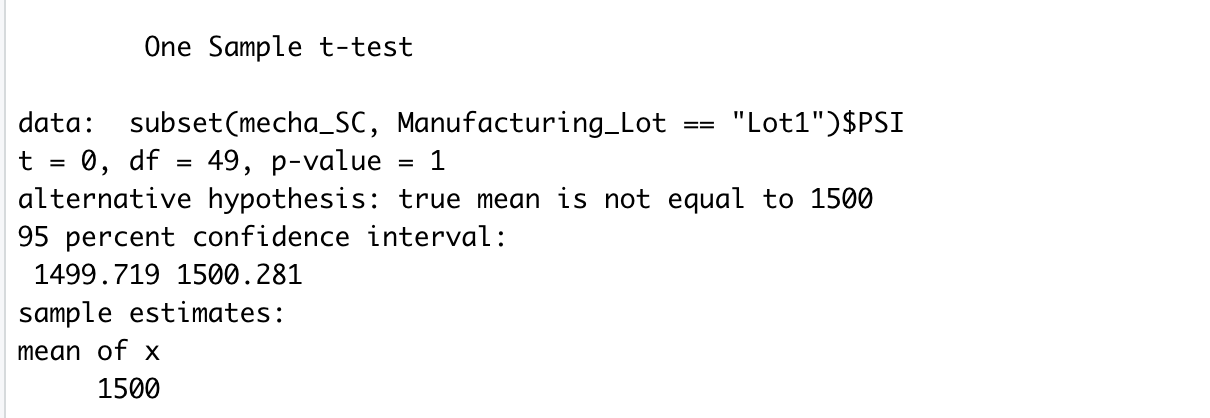 One Sample t-test
data:  subset(mecha_SC, Manufacturing_Lot == "Lot1")$PSI
t = 0, df = 49, p-value = 1
alternative hypothesis: true mean is not equal to 1500
95 percent confidence interval:
1499.719 1500.281
sample estimates:
mean of x
1500